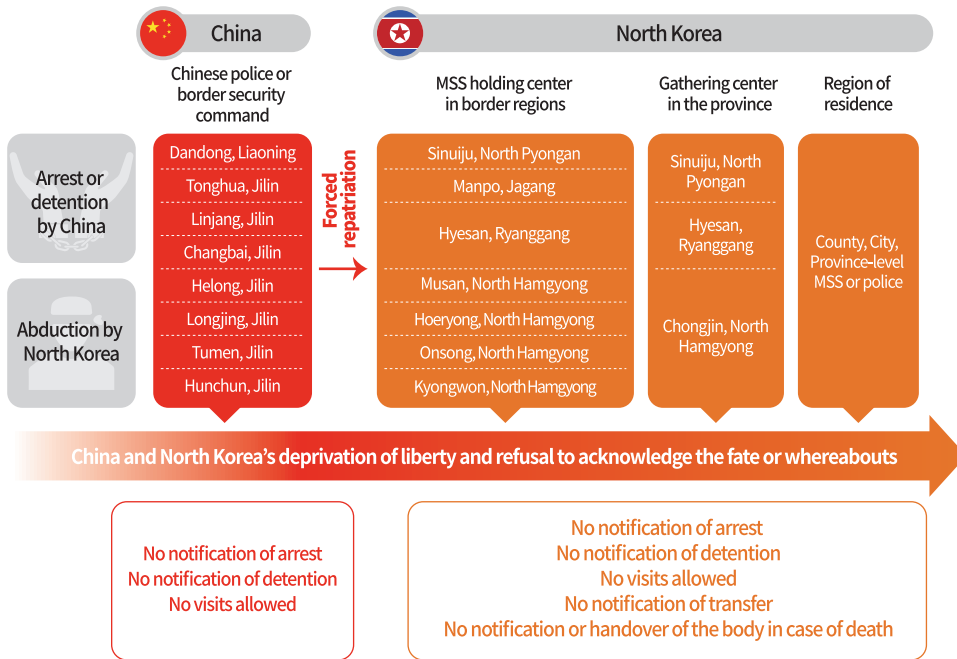 China
North Korea
Chinese police or
border security
command
MSS holding center
in border regions
Gathering center
in the province
Region of
residence
Arrest or
detention
by China
Abduction by
North Korea
Dandong, Liaoning
Tonghua, Jilin
Linjang, Jilin
Changbai, Jilin
Helong, Jilin
Longjing, Jilin
Tumen, Jilin
Hunchun, Jilin
Forced
repatriation
Sinuiju, North Pyongan
Manpo, Jagang
Hyesan, Ryanggang
Musan, North Hamgyong
Hoeryong, North Hamgyong
Onsong, North Hamgyong
Kyongwon, North Hamgyong
Sinuiju, North
Pyongan
Hyesan,
Ryanggang
Chongjin, North
Hamgyong
County, City,
Province-level
MSS or police
China and North Korea's deprivation of liberty and refusal to acknowledge the fate or whereabouts
No notification of arrest
No notification of detention
No visits allowed
No notification of arrest
No notification of detention
No visits allowed
No notification of transfer
No notification or handover of the body in case of death